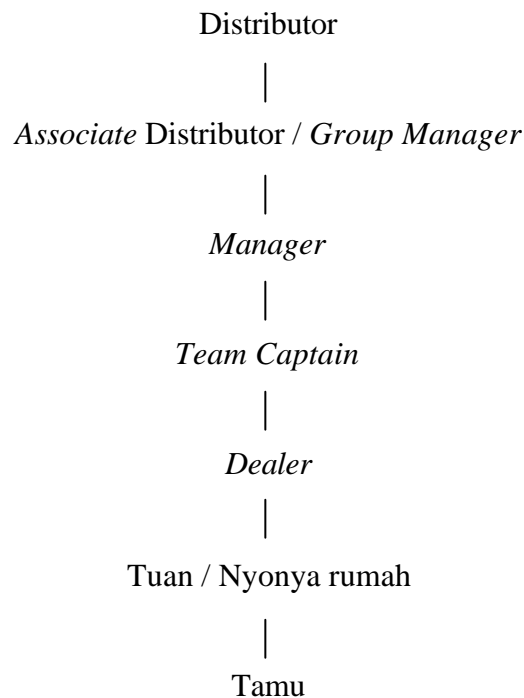 Distributor
Associate Distributor / Group Manager
Manager
Team Captain
Dealer
Tuan / Nyonya rumah
Tamu